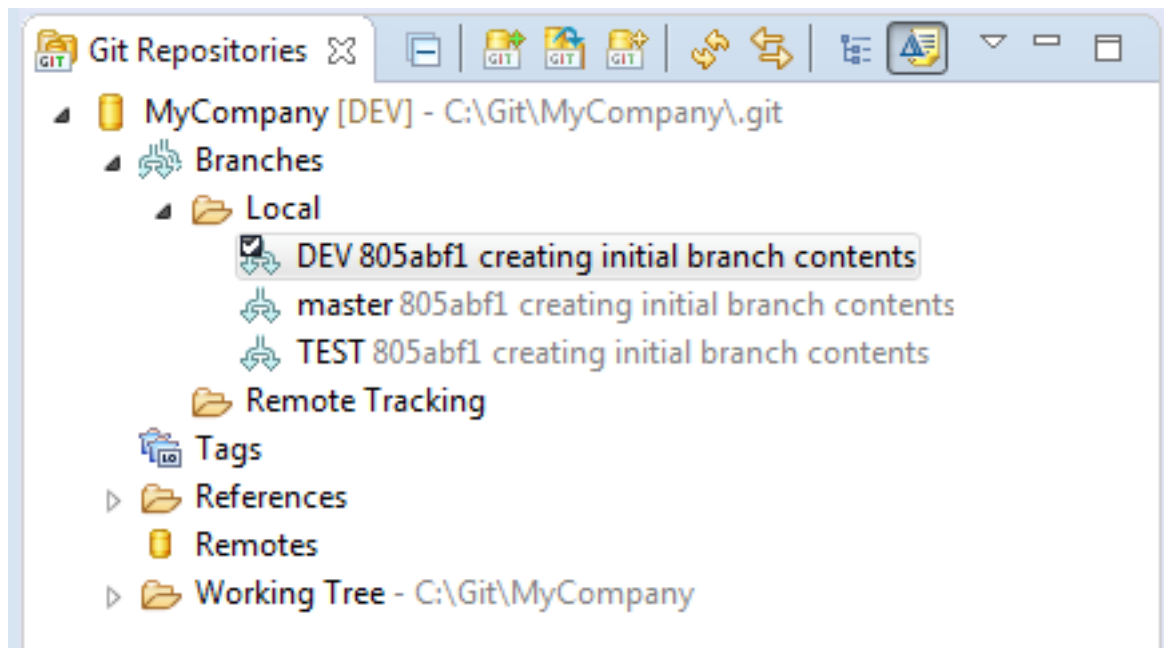 Git Repositories
MyCompany [DEV] - C:\Git\MyCompany\.git
Branches
Local
DEV 805abf1 creating initial branch contents
master 805abf1 creating initial branch contents
TEST 805abf1 creating initial branch contents
Remote Tracking
Tags
References
Remotes
Working Tree - C:\Git\MyCompany